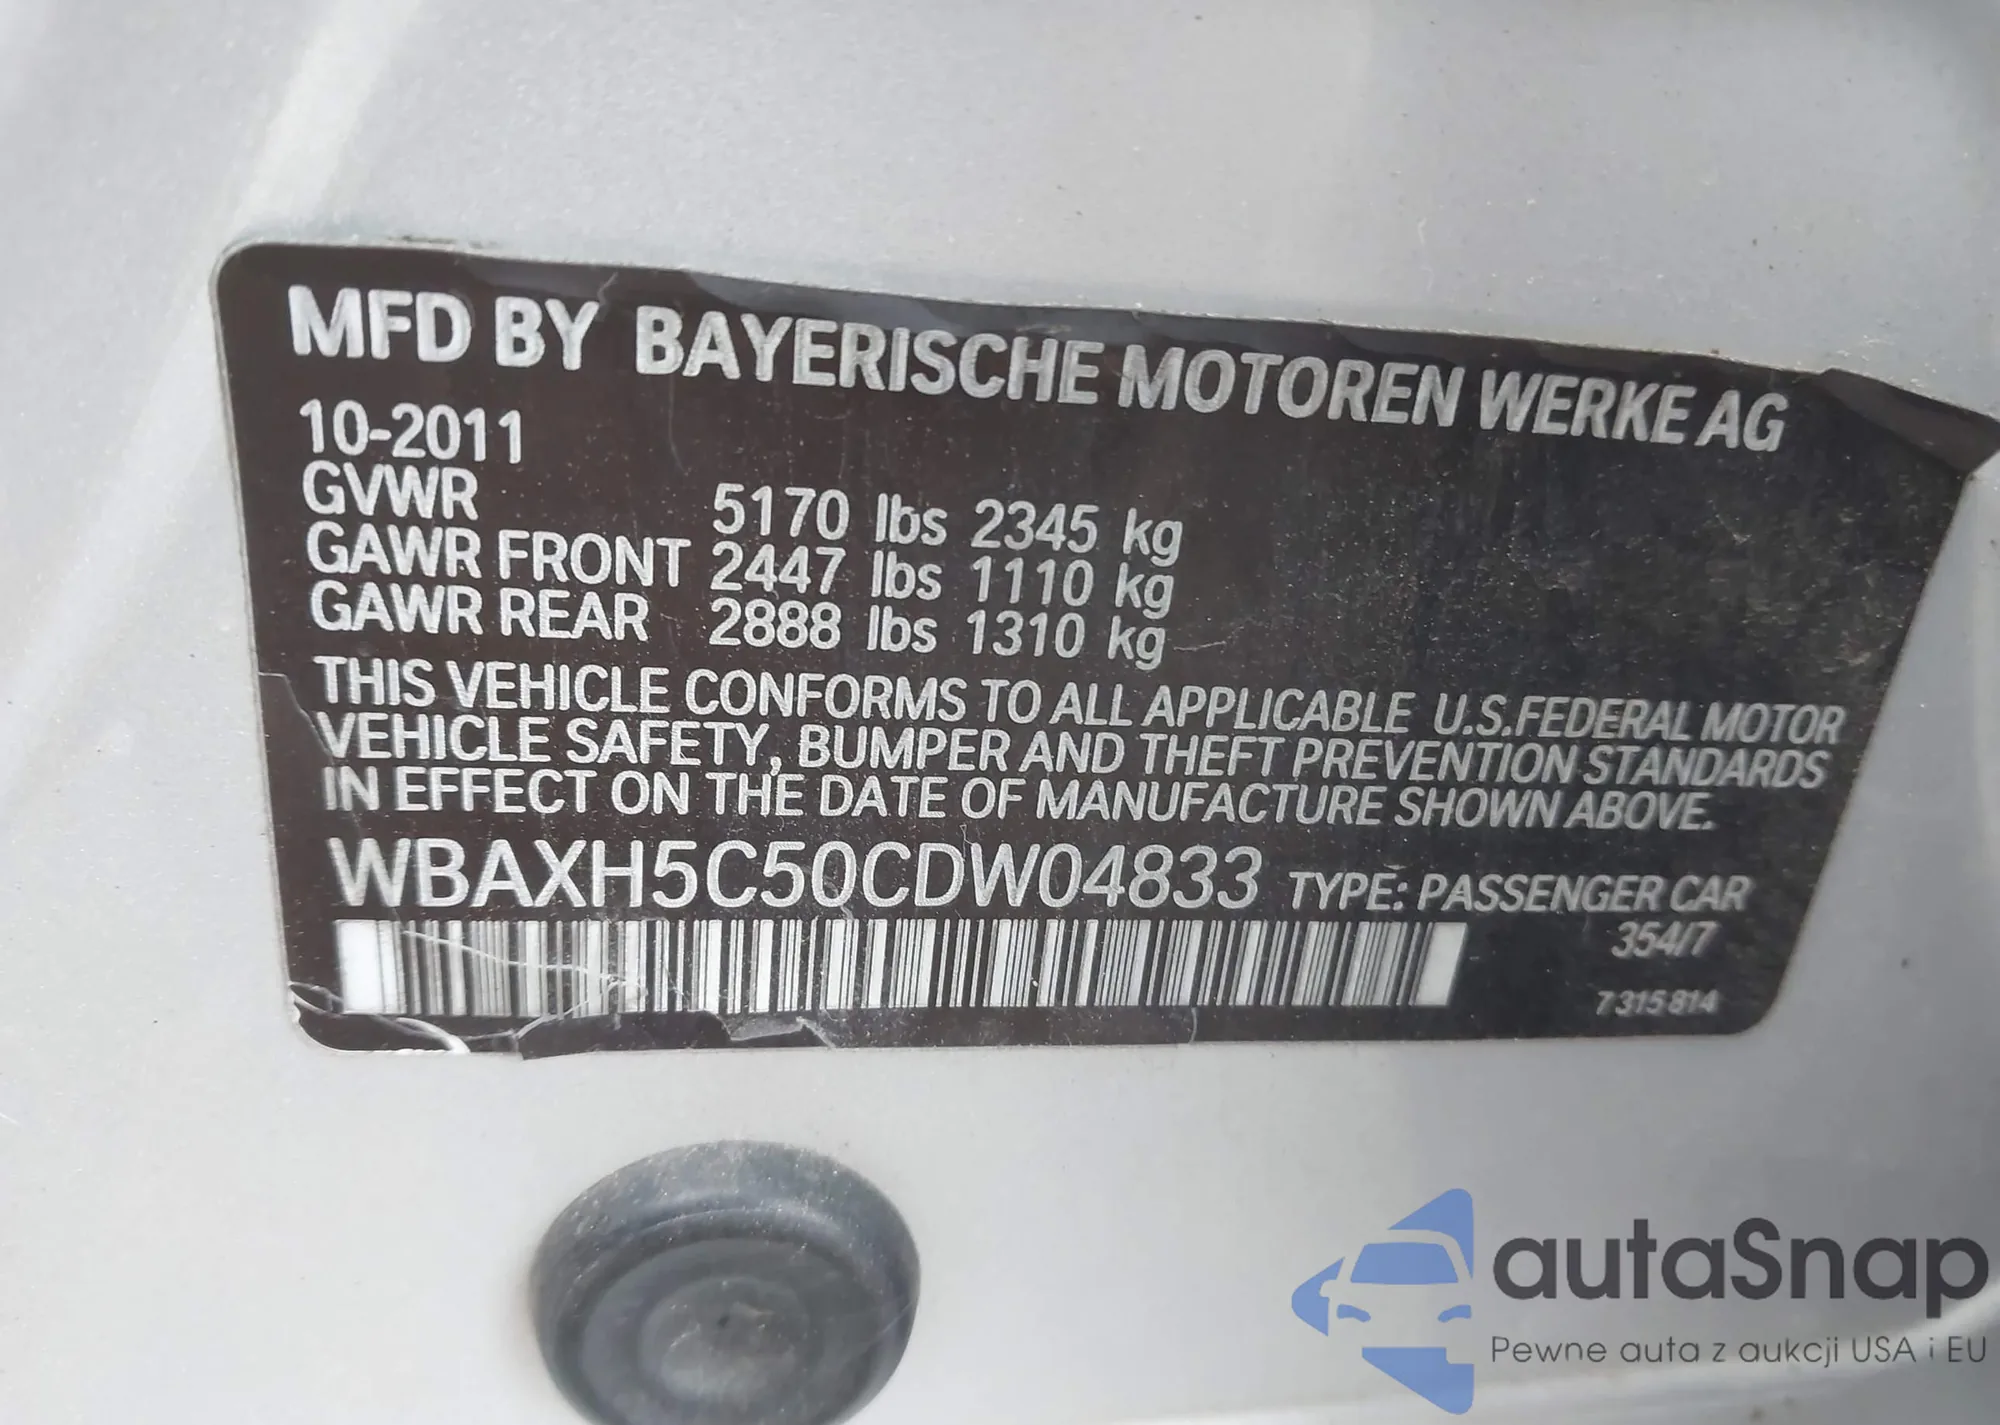 MFD BY BAYERISCHE MOTOREN WERKE AG
10-2011
GVWR 5170 lbs 2345 kg
GAWR FRONT 2447 lbs 1110 kg
GAWR REAR 2888 lbs 1310 kg
THIS VEHICLE CONFORMS TO ALL APPLICABLE U.S.FEDERAL MOTOR
VEHICLE SAFETY, BUMPER AND THEFT PREVENTION STANDARDS
IN EFFECT ON THE DATE OF MANUFACTURE SHOWN ABOVE.
WBAXH5C50CDW04833 TYPE: PASSENGER CAR
354/7
7 315 814
autaSnap
Pewne auta z aukcji USA i EU